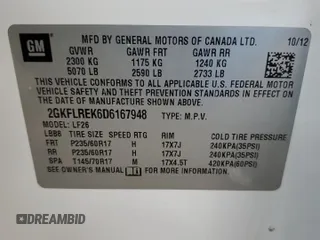 GM
MFD BY GENERAL MOTORS OF CANADA LTD. 10/12
GVWR GAWR FRT GAWR RR
2300 KG 1175 KG 1240 KG
5070 LB 2590 LB 2733 LB
THIS VEHICLE CONFORMS TO ALL APPLICABLE U.S. FEDERAL MOTOR
VEHICLE SAFETY AND THEFT PREVENTION STANDARDS IN EFFECT ON
THE DATE OF MANUFACTURE SHOWN ABOVE.
2GKFLREK6D6167948 TYPE: M.P.V.
MODEL: LF26
TIRE SIZE SPEED RTG RIM COLD TIRE PRESSURE
FRT P235/60R17 H 17X7J 240KPA(35PSI)
RR P235/60R17 H 17X7J 240KPA(35PSI)
SPA T145/70R17 M 17X4.5T 420KPA(60PSI)
SEE OWNER'S MANUAL FOR MORE INFORMATION.
DREAMBID